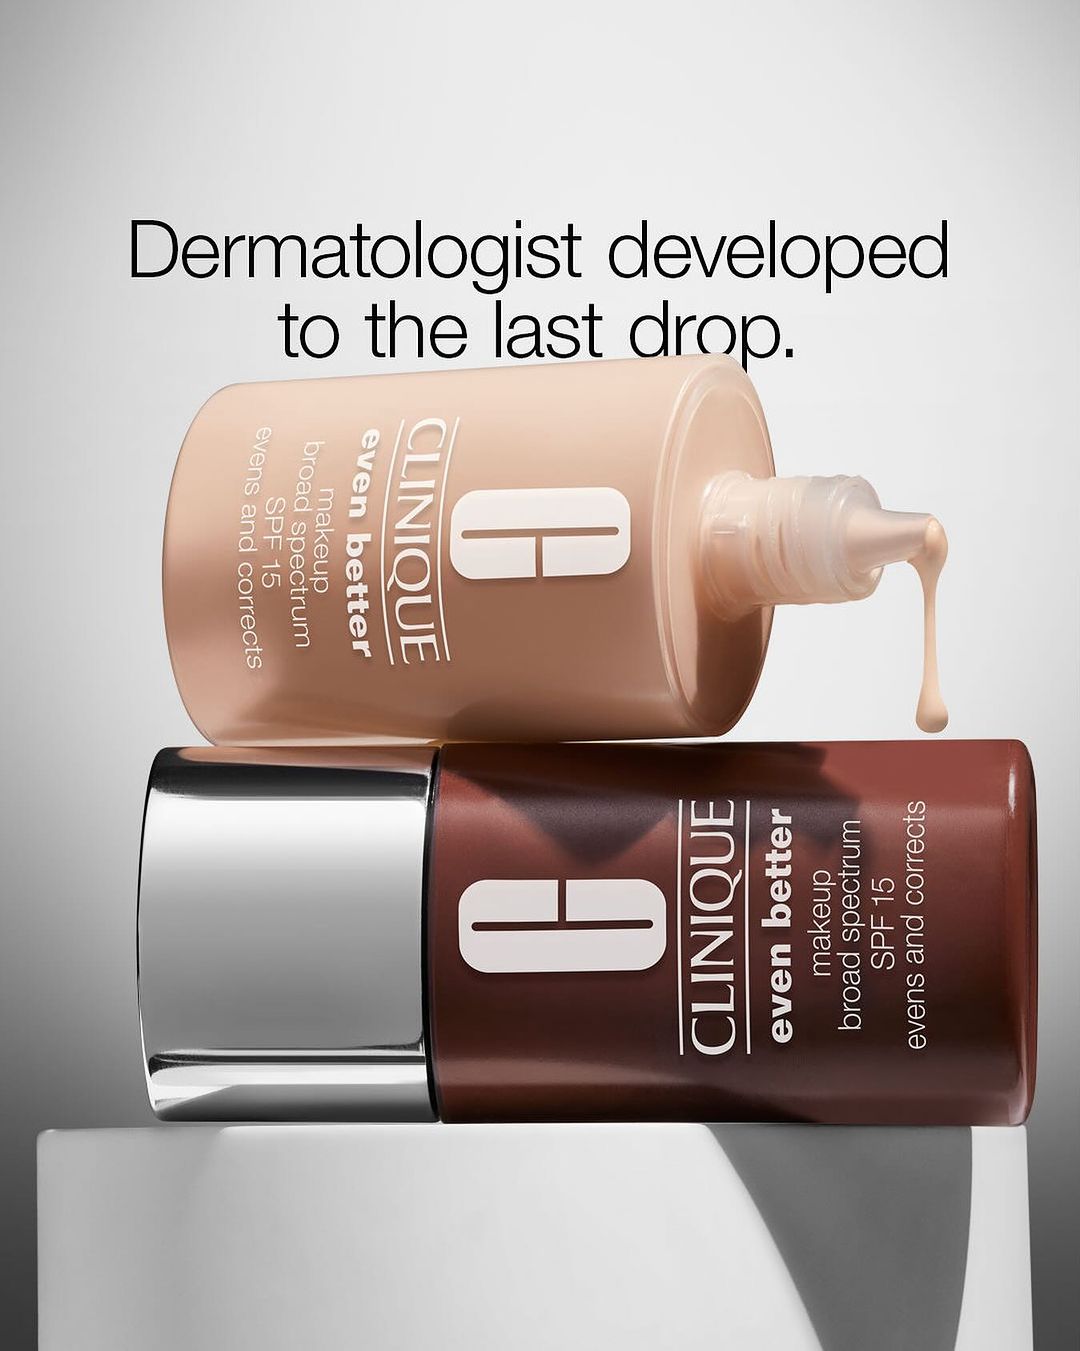 Dermatologist developed
to the last drop.
C
CLINIQUE
even better
makeup
broad spectrum
SPF 15
evens and corrects
C
CLINIQUE
even better
makeup
broad spectrum
SPF 15
evens and corrects